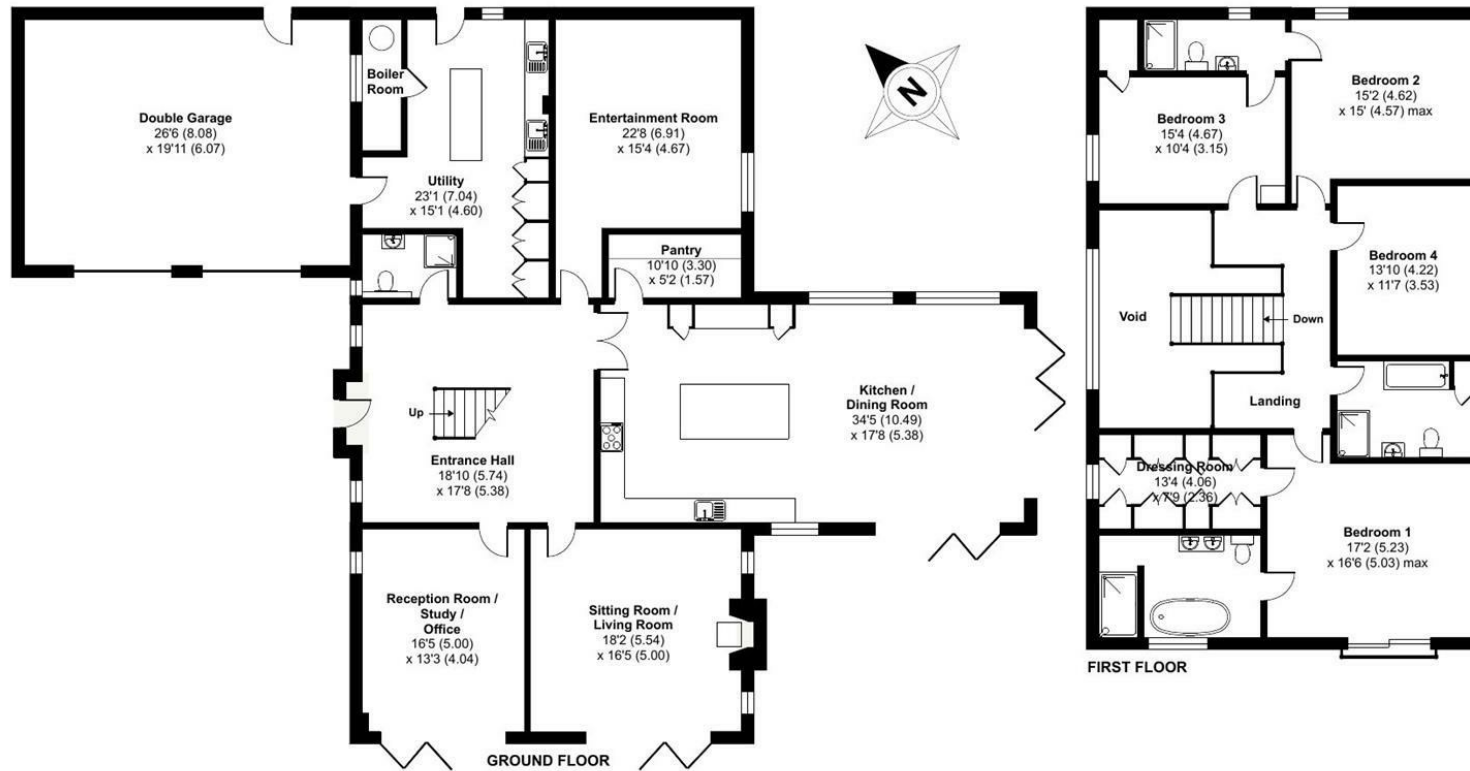 Double Garage
26'6 (8.08)
x 19'11 (6.07)
Boiler
Room
Utility
23'1 (7.04)
x 15'1 (4.60)
Entertainment Room
22'8 (6.91)
x 15'4 (4.67)
Pantry
10'10 (3.30)
x 5'2 (1.57)
N
Up
Entrance Hall
18'10 (5.74)
x 17'8 (5.38)
Kitchen /
Dining Room
34'5 (10.49)
x 17'8 (5.38)
Reception Room /
Study /
Office
16'5 (5.00)
x 13'3 (4.04)
Sitting Room /
Living Room
18'2 (5.54)
x 16'5 (5.00)
GROUND FLOOR
Bedroom 2
15'2 (4.62)
x 15' (4.57) max
Bedroom 3
15'4 (4.67)
x 10'4 (3.15)
Bedroom 4
13'10 (4.22)
x 11'7 (3.53)
Void
Down
Landing
Dressing Room
13'4 (4.06)
x 7'9 (2.36)
Bedroom 1
17'2 (5.23)
x 16'6 (5.03) max
FIRST FLOOR